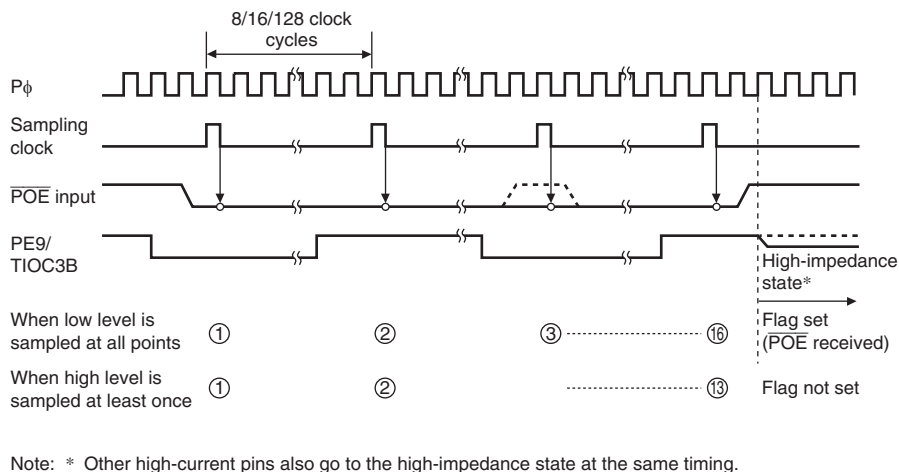 8/16/128 clock
cycles
Pϕ
Sampling
clock
POE input
PE9/
TIOC3B
High-impedance
state*
When low level is
sampled at all points
① ② ③ ⑯
Flag set
(POE received)
When high level is
sampled at least once
① ② ⑬
Flag not set
Note: * Other high-current pins also go to the high-impedance state at the same timing.